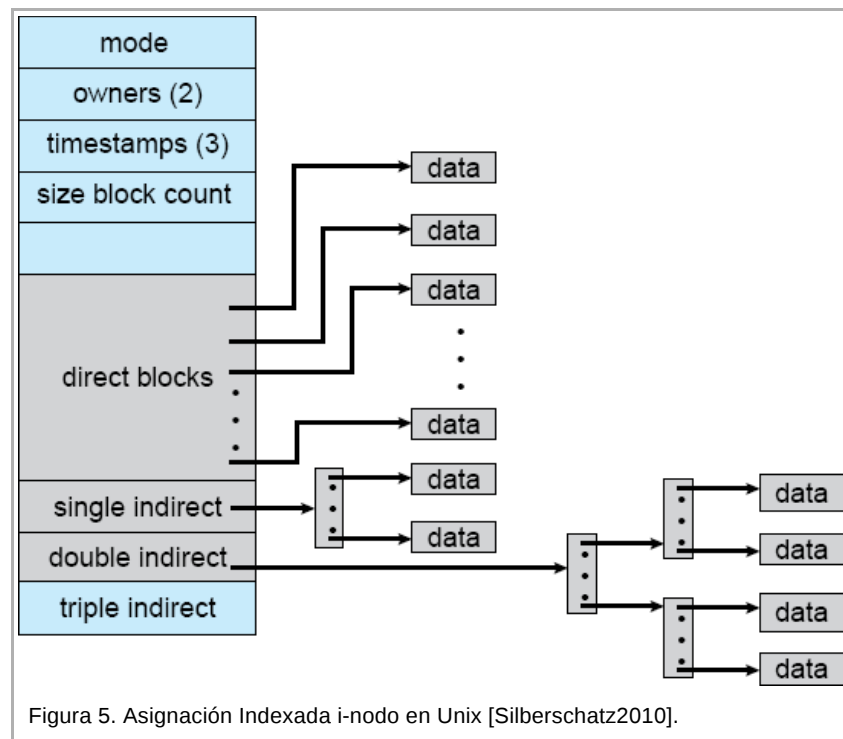 mode
owners (2)
timestamps (3)
size block count
direct blocks
single indirect
double indirect
triple indirect
data
data
data
data
data
data
data
data
data
data
Figura 5. Asignación Indexada i-nodo en Unix [Silberschatz2010].